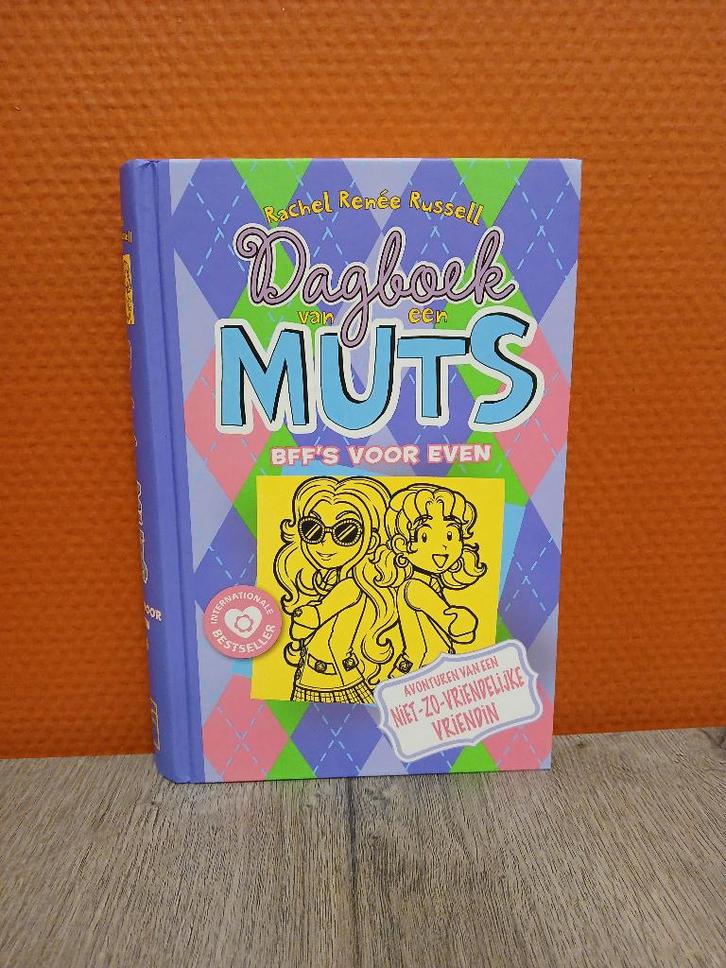 Rachel Renée Russell
Dagboek
van een
MUTS
BFF'S VOOR EVEN
INTERNATIONALE
BESTSELLER
AVONTUREN VAN EEN
NIET-ZO-VRIENDELIJKE
VRIENDIN